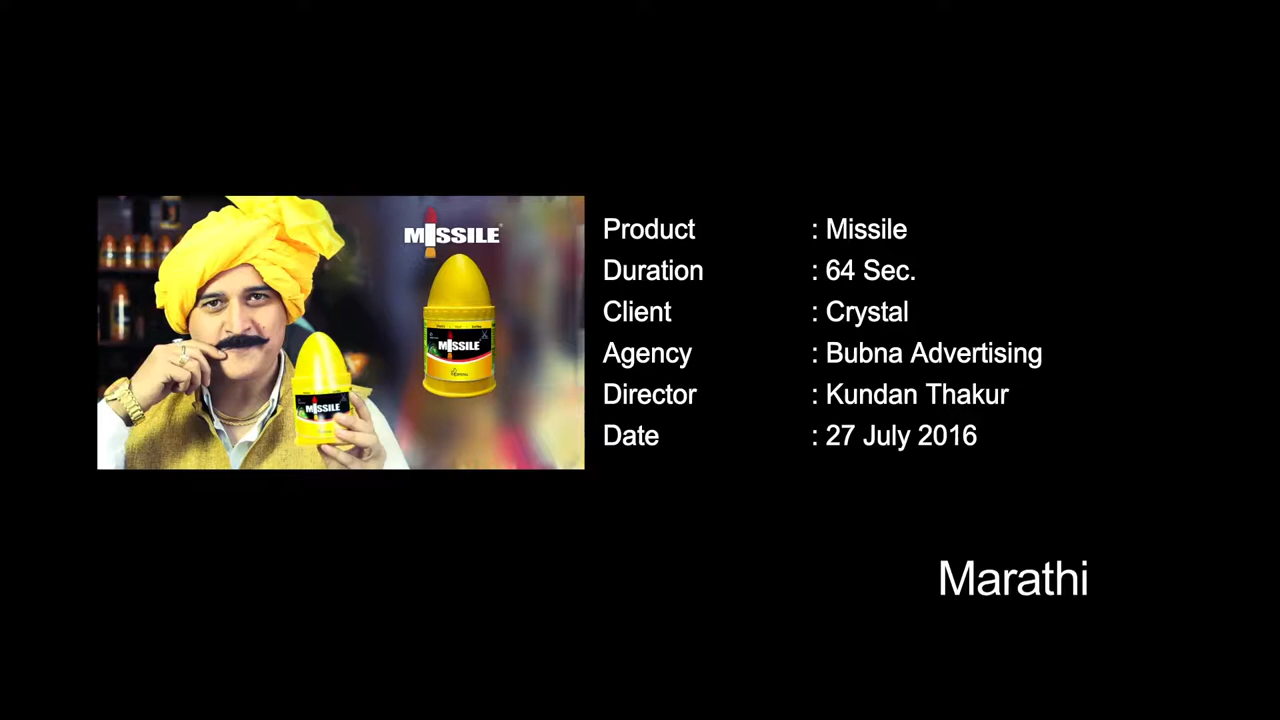 MISSILE
MISSILE
MISSILE
Product : Missile
Duration : 64 Sec.
Client : Crystal
Agency : Bubna Advertising
Director : Kundan Thakur
Date : 27 July 2016
Marathi